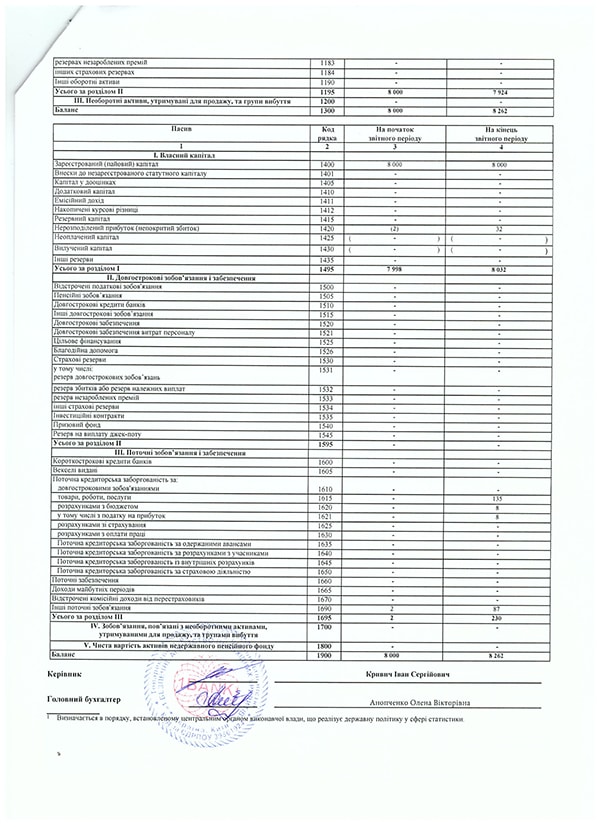 резервах незароблених премій 1183 - -
інших страхових резервах 1184 - -
Інші оборотні активи 1190 - -
Усього за розділом II 1195 8 000 7 924
III. Необоротні активи, утримувані для продажу, та групи вибуття 1200 - -
Баланс 1300 8 000 8 262
Пасив Код рядка На початок звітного періоду На кінець звітного періоду
1 2 3 4
I. Власний капітал
Зареєстрований (пайовий) капітал 1400 8 000 8 000
Внески до незареєстрованого статутного капіталу 1401 - -
Капітал у дооцінках 1405 - -
Додатковий капітал 1410 - -
Емісійний дохід 1411 - -
Накопичені курсові різниці 1412 - -
Резервний капітал 1415 - -
Нерозподілений прибуток (непокритий збиток) 1420 (2) 32
Неоплачений капітал 1425 ( - ) ( - )
Вилучений капітал 1430 ( - ) ( - )
Інші резерви 1435 - -
Усього за розділом I 1495 7 998 8 032
II. Довгострокові зобов'язання і забезпечення
Відстрочені податкові зобов'язання 1500 - -
Пенсійні зобов'язання 1505 - -
Довгострокові кредити банків 1510 - -
Інші довгострокові зобов'язання 1515 - -
Довгострокові забезпечення 1520 - -
Довгострокові забезпечення витрат персоналу 1521 - -
Цільове фінансування 1525 - -
Благодійна допомога 1526 - -
Страхові резерви 1530 - -
у тому числі: 1531 - -
резерв довгострокових зобов'язань
резерв збитків або резерв належних виплат 1532 - -
резерв незароблених премій 1533 - -
інші страхові резерви 1534 - -
Інвестиційні контракти 1535 - -
Призовий фонд 1540 - -
Резерв на виплату джек-поту 1545 - -
Усього за розділом II 1595 - -
III. Поточні зобов'язання і забезпечення
Короткострокові кредити банків 1600 - -
Векселі видані 1605 - -
Поточна кредиторська заборгованість за:
довгостроковими зобов'язаннями 1610 - -
товари, роботи, послуги 1615 - 135
розрахунками з бюджетом 1620 - 8
у тому числі з податку на прибуток 1621 - 8
розрахунками зі страхування 1625 - -
розрахунками з оплати праці 1630 - -
Поточна кредиторська заборгованість за одержаними авансами 1635 - -
Поточна кредиторська заборгованість за розрахунками з учасниками 1640 - -
Поточна кредиторська заборгованість із внутрішніх розрахунків 1645 - -
Поточна кредиторська заборгованість за страховою діяльністю 1650 - -
Поточні забезпечення 1660 - -
Доходи майбутніх періодів 1665 - -
Відстрочені комісійні доходи від перестраховиків 1670 - -
Інші поточні зобов'язання 1690 2 87
Усього за розділом III 1695 2 230
IV. Зобов'язання, пов'язані з необоротними активами, 1700 - -
утримуваними для продажу, та групами вибуття
V. Чиста вартість активів недержавного пенсійного фонду 1800 - -
Баланс 1900 8 000 8 262
Керівник Кривич Іван Сергійович
1BANK
Головний бухгалтер Анопченко Олена Вікторівна
1 Визначається в порядку, встановленому центральним органом виконавчої влади, що реалізує державну політику у сфері статистики.